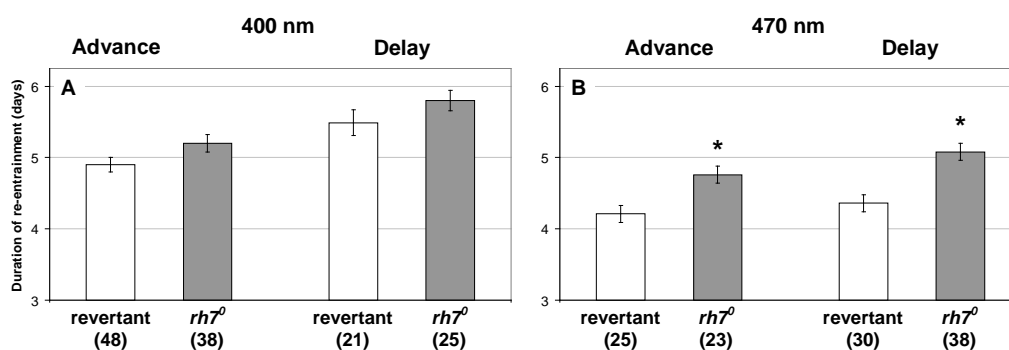 400 nm 470 nm
Advance Delay Advance Delay
Duration of re-entrainment (days)
A B
6 6
* *
5 5
4 4
3 3
revertant rh7⁰ revertant rh7⁰ revertant rh7⁰ revertant rh7⁰
(48) (38) (21) (25) (25) (23) (30) (38)